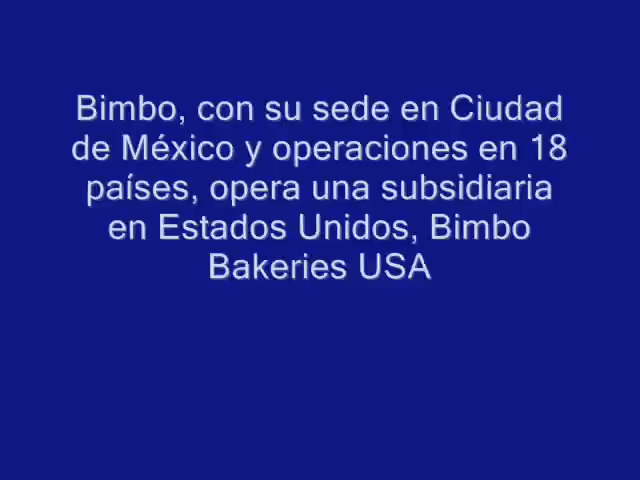 Bimbo, con su sede en Ciudad
de México y operaciones en 18
países, opera una subsidiaria
en Estados Unidos, Bimbo
Bakeries USA